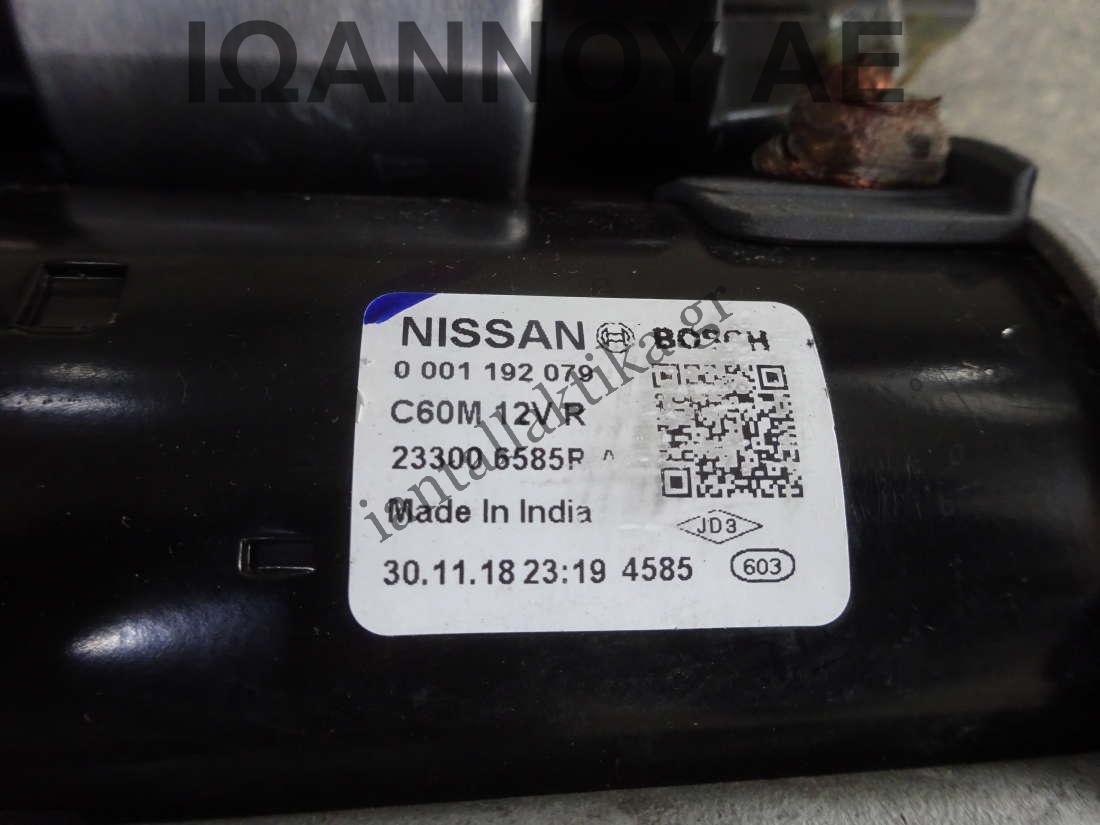 ΙΩΑΝΝΟΥ ΑΕ
NISSAN BOSCH
0 001 192 079
C60M 12V R
23300 6585R
Made In India
JD3
30.11.18 23:19 4585 603
iantallaktika.gr